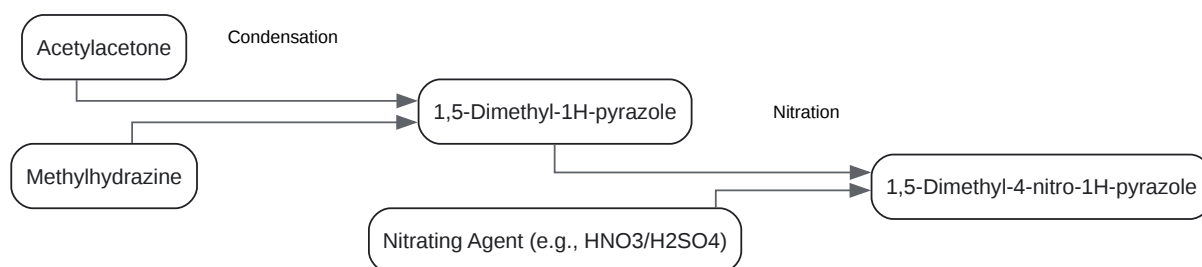 Acetylacetone
Condensation
1,5-Dimethyl-1H-pyrazole
Nitration
Methylhydrazine
1,5-Dimethyl-4-nitro-1H-pyrazole
Nitrating Agent (e.g., HNO3/H2SO4)